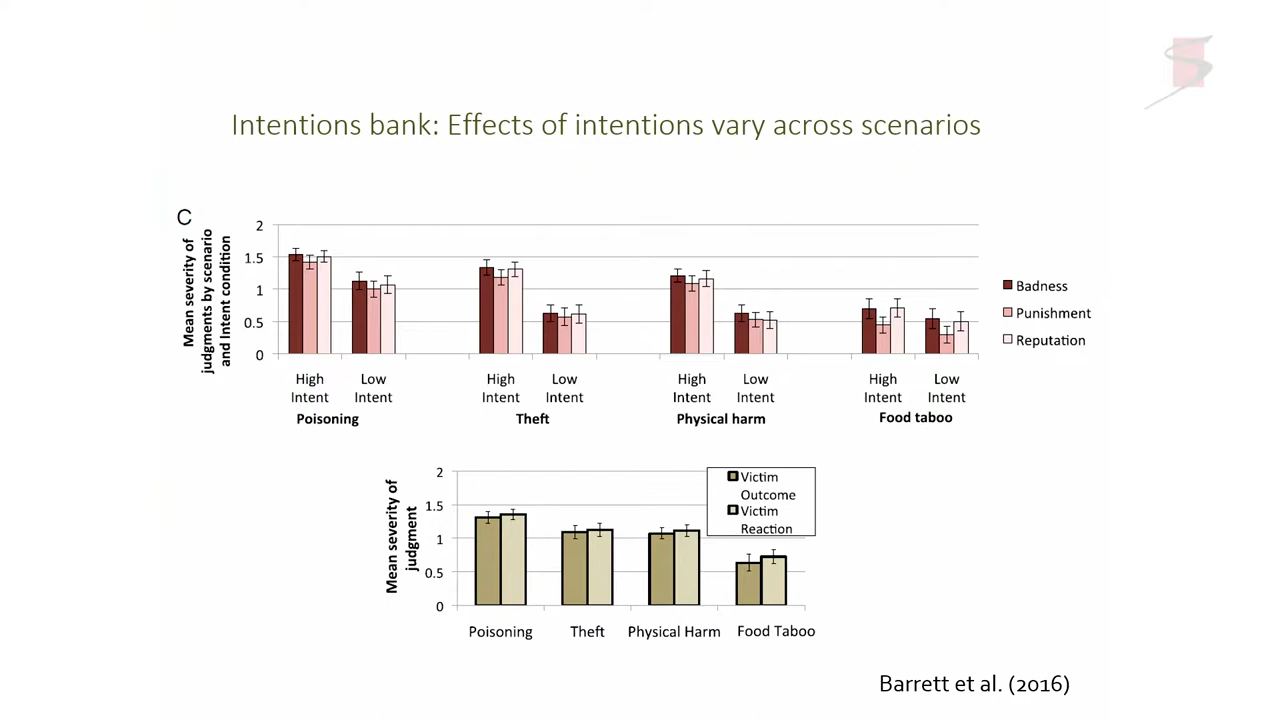 Intentions bank: Effects of intentions vary across scenarios
C
Mean severity of
judgments by scenario
and Intent condition
2
1.5
1
0.5
0
High
Intent
Low
Intent
High
Intent
Low
Intent
High
Intent
Low
Intent
High
Intent
Low
Intent
Poisoning
Theft
Physical harm
Food taboo
Badness
Punishment
Reputation
Mean severity of
judgment
2
1.5
1
0.5
0
Victim
Outcome
Victim
Reaction
Poisoning
Theft
Physical Harm
Food Taboo
Barrett et al. (2016)